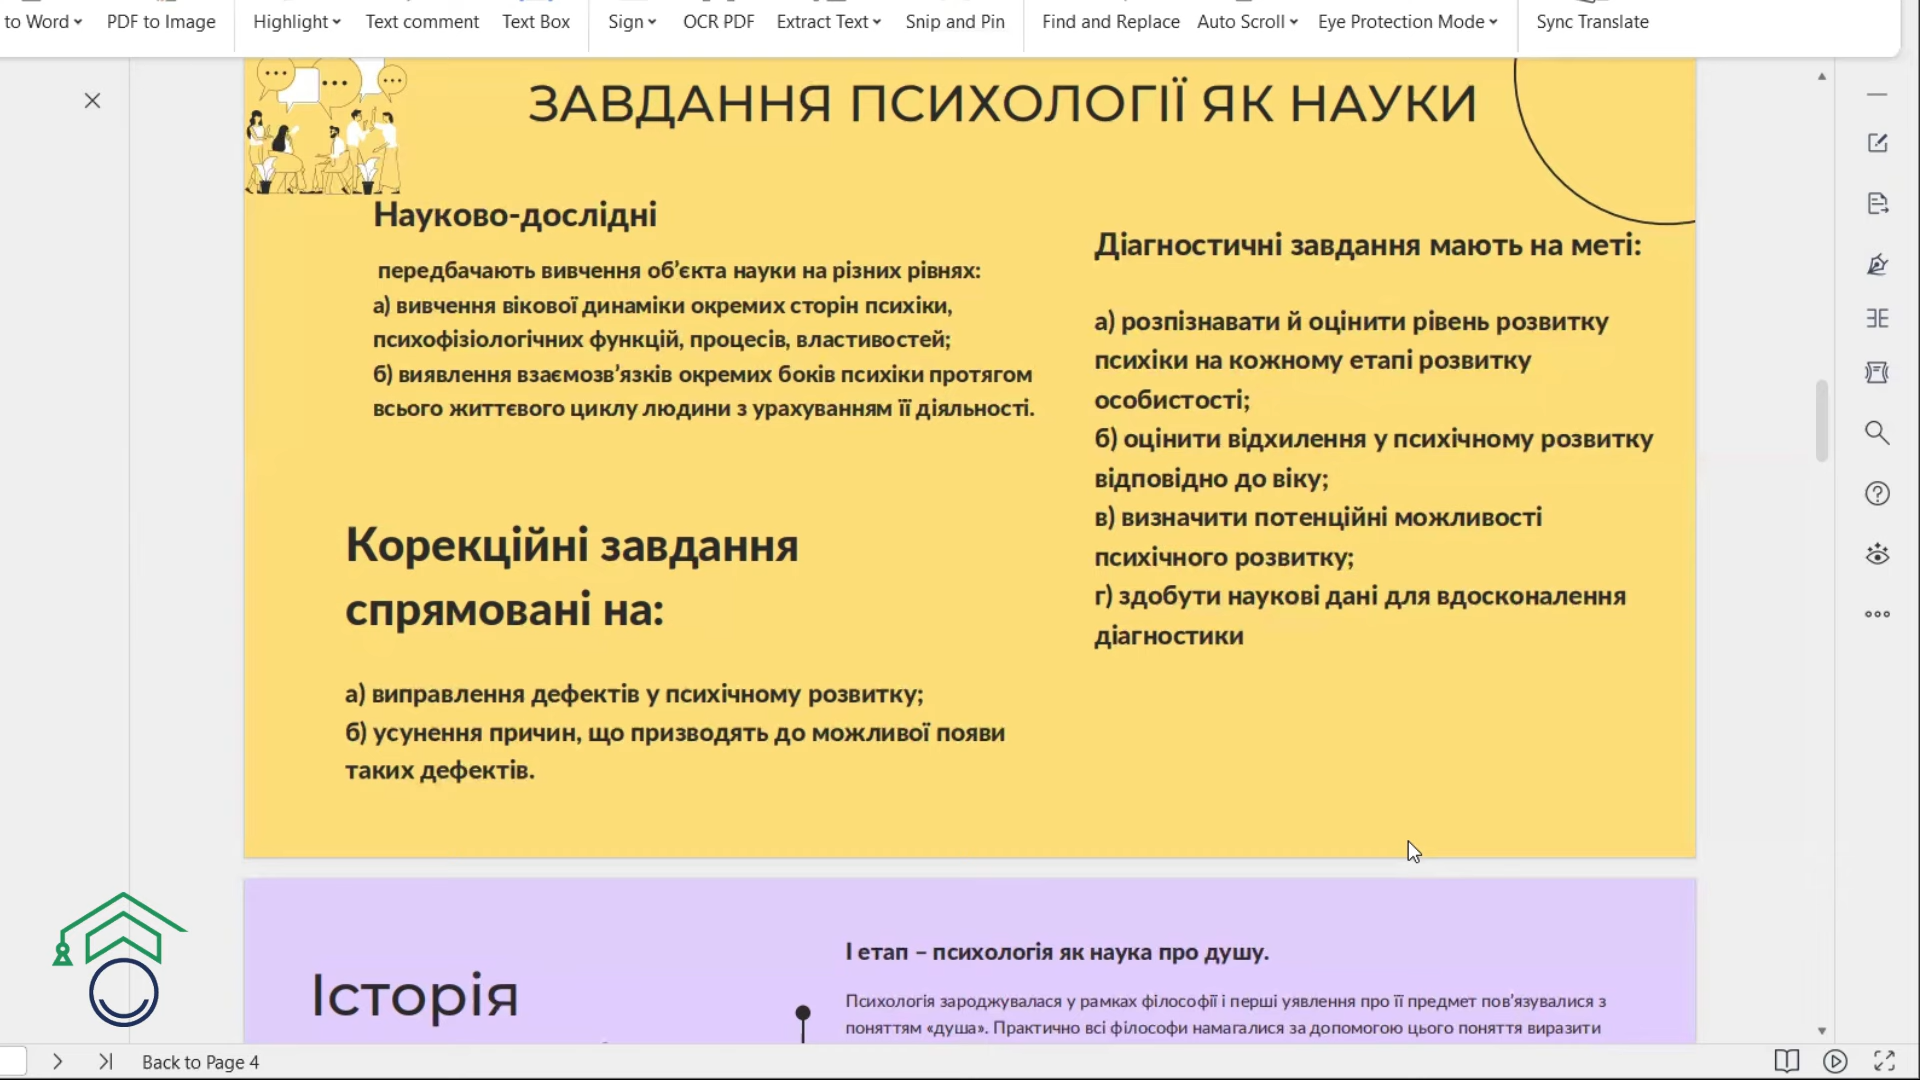 to Word
PDF to Image
Highlight
Text comment
Text Box
Sign
OCR PDF
Extract Text
Snip and Pin
Find and Replace
Auto Scroll
Eye Protection Mode
Sync Translate
ЗАВДАННЯ ПСИХОЛОГІЇ ЯК НАУКИ
Науково-дослідні
передбачають вивчення об’єкта науки на різних рівнях:
а) вивчення вікової динаміки окремих сторін психіки,
психофізіологічних функцій, процесів, властивостей;
б) виявлення взаємозв’язків окремих боків психіки протягом
всього життєвого циклу людини з урахуванням її діяльності.
Корекційні завдання
спрямовані на:
а) виправлення дефектів у психічному розвитку;
б) усунення причин, що призводять до можливої появи
таких дефектів.
Діагностичні завдання мають на меті:
а) розпізнавати й оцінити рівень розвитку
психіки на кожному етапі розвитку
особистості;
б) оцінити відхилення у психічному розвитку
відповідно до віку;
в) визначити потенційні можливості
психічного розвитку;
г) здобути наукові дані для вдосконалення
діагностики
Історія
І етап – психологія як наука про душу.
Психологія зароджувалася у рамках філософії і перші уявлення про її предмет пов’язувалися з
поняттям «душа». Практично всі філософи намагалися за допомогою цього поняття виразити
Back to Page 4